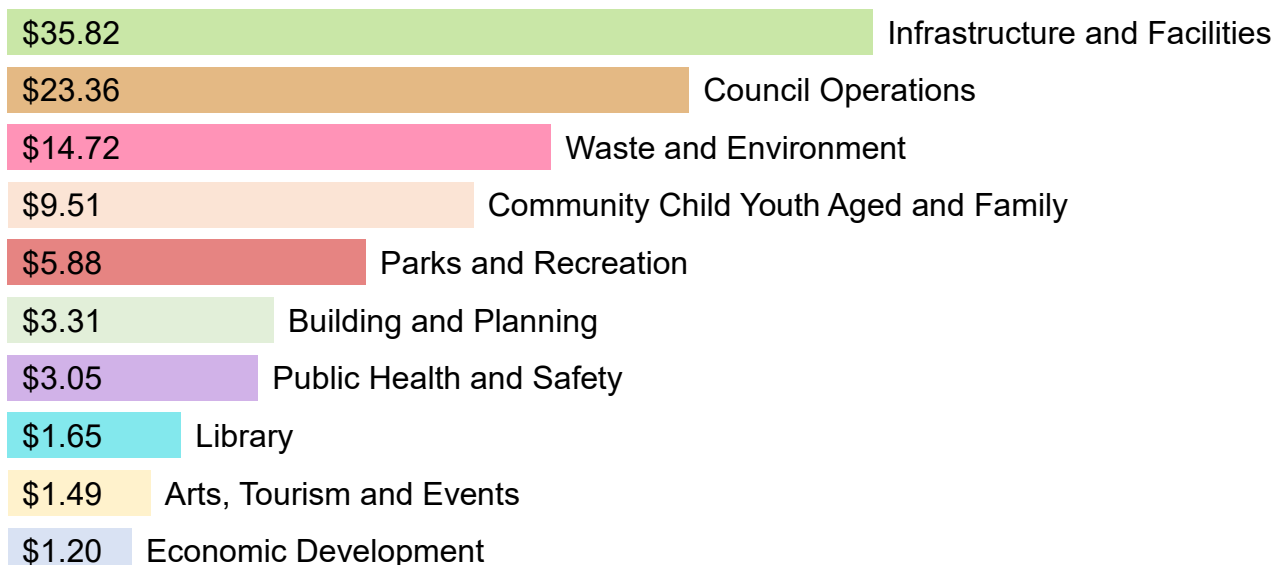 $35.82 Infrastructure and Facilities
$23.36 Council Operations
$14.72 Waste and Environment
$9.51 Community Child Youth Aged and Family
$5.88 Parks and Recreation
$3.31 Building and Planning
$3.05 Public Health and Safety
$1.65 Library
$1.49 Arts, Tourism and Events
$1.20 Economic Development